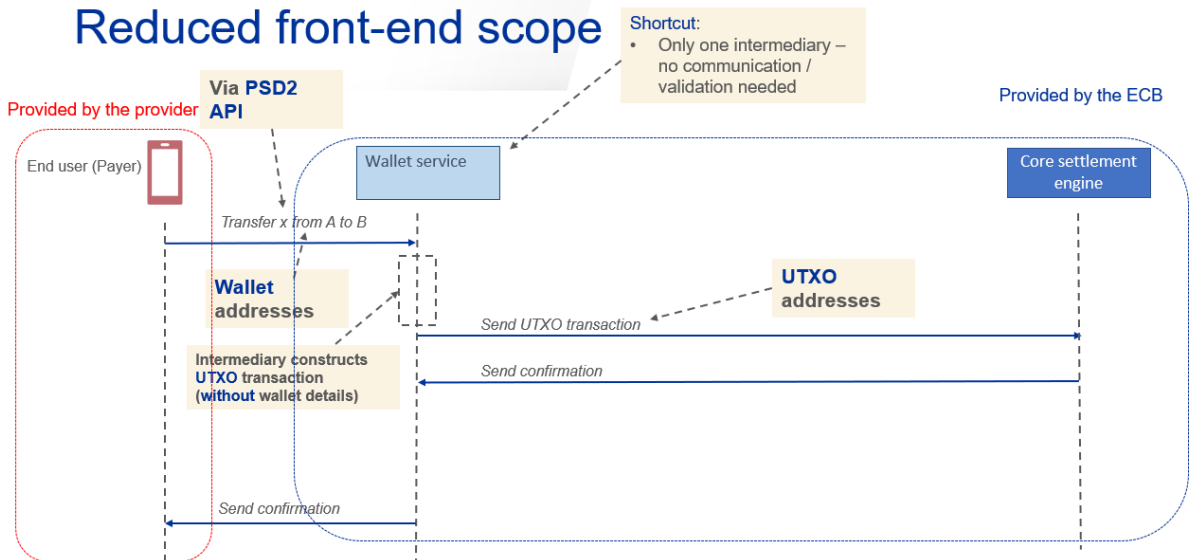 Reduced front-end scope
Shortcut:
• Only one intermediary –
no communication /
validation needed
Via PSD2
API
Provided by the provider
Provided by the ECB
End user (Payer)
Wallet service
Core settlement
engine
Transfer x from A to B
Wallet
addresses
UTXO
addresses
Send UTXO transaction
Intermediary constructs
UTXO transaction
(without wallet details)
Send confirmation
Send confirmation